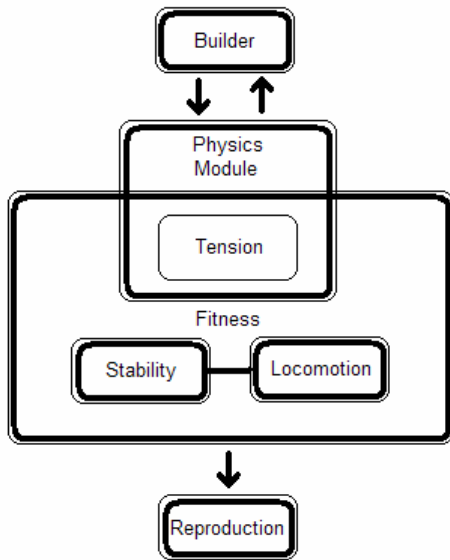 Builder
Physics
Module
Tension
Fitness
Stability
Locomotion
Reproduction